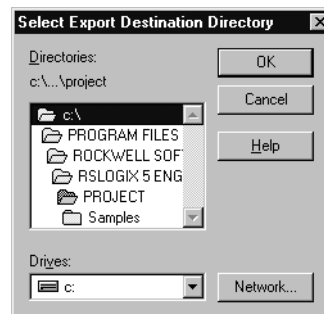 Select Export Destination Directory
Directories:
c:\...\project
OK
Cancel
Help
c:\
PROGRAM FILES
ROCKWELL SOF
RSLOGIX 5 ENG
PROJECT
Samples
Drives:
c:
Network...